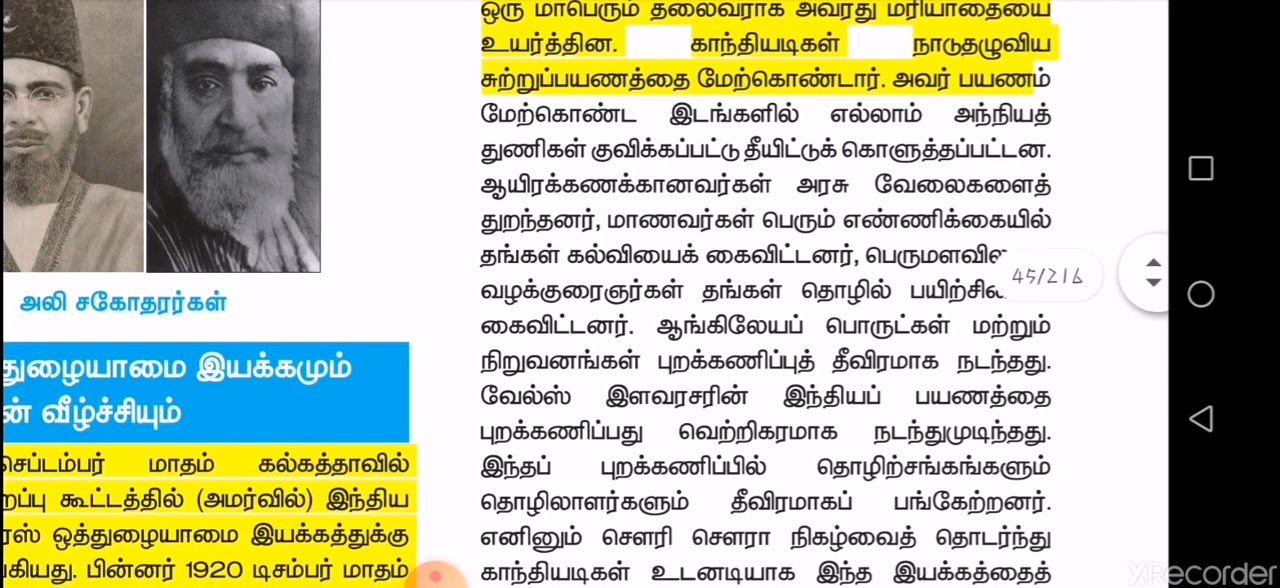 அலி சகோதரர்கள்
துழையாமை இயக்கமும்
ன் வீழ்ச்சியும்
செப்டம்பர் மாதம் கல்கத்தாவில்
றப்பு கூட்டத்தில் (அமர்வில்) இந்திய
ரஸ் ஒத்துழையாமை இயக்கத்துக்கு
கியது. பின்னர் 1920 டிசம்பர் மாதம்
ஒரு மாபெரும் தலைவராக அவரது மரியாதையை
உயர்த்தின. காந்தியடிகள் நாடுதழுவிய
சுற்றுப்பயணத்தை மேற்கொண்டார். அவர் பயணம்
மேற்கொண்ட இடங்களில் எல்லாம் அந்நியத்
துணிகள் குவிக்கப்பட்டு தீயிட்டுக் கொளுத்தப்பட்டன.
ஆயிரக்கணக்கானவர்கள் அரசு வேலைகளைத்
துறந்தனர், மாணவர்கள் பெரும் எண்ணிக்கையில்
தங்கள் கல்வியைக் கைவிட்டனர்,
வழக்குரைஞர்கள் தங்கள் தொழில்
கைவிட்டனர். ஆங்கிலேயப் பொருட்கள் மற்றும்
நிறுவனங்கள் புறக்கணிப்புத் தீவிரமாக நடந்தது.
வேல்ஸ் இளவரசரின் இந்தியப் பயணத்தை
புறக்கணிப்பது வெற்றிகரமாக நடந்துமுடிந்தது.
இந்தப் புறக்கணிப்பில் தொழிற்சங்கங்களும்
தொழிலாளர்களும் தீவிரமாகப் பங்கேற்றனர்.
எனினும் சௌரி சௌரா நிகழ்வைத் தொடர்ந்து
காந்தியடிகள் உடனடியாக இந்த இயக்கத்தைத்
45/216
XRecorder